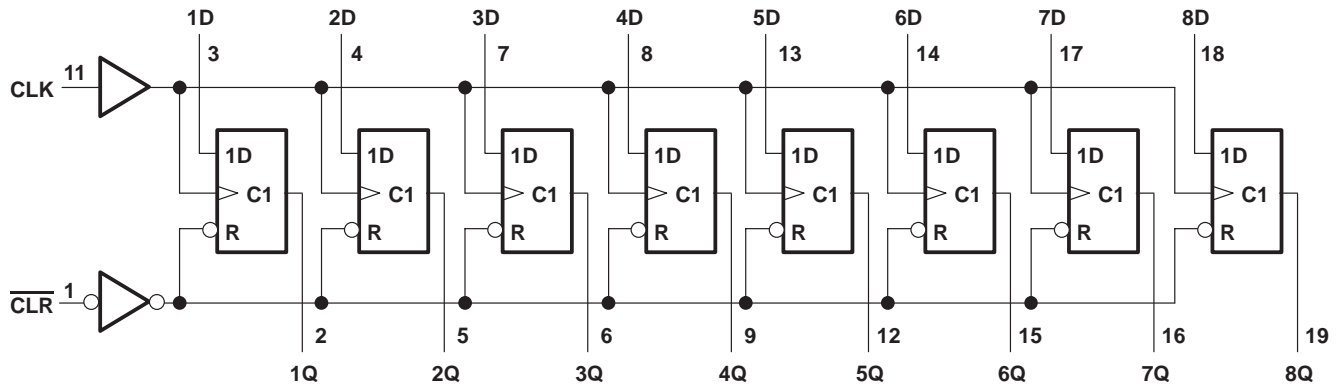 1D 2D 3D 4D 5D 6D 7D 8D
3 4 7 8 13 14 17 18
CLK 11
1D 1D 1D 1D 1D 1D 1D 1D
C1 C1 C1 C1 C1 C1 C1 C1
R R R R R R R R
CLR 1
2 5 6 9 12 15 16 19
1Q 2Q 3Q 4Q 5Q 6Q 7Q 8Q